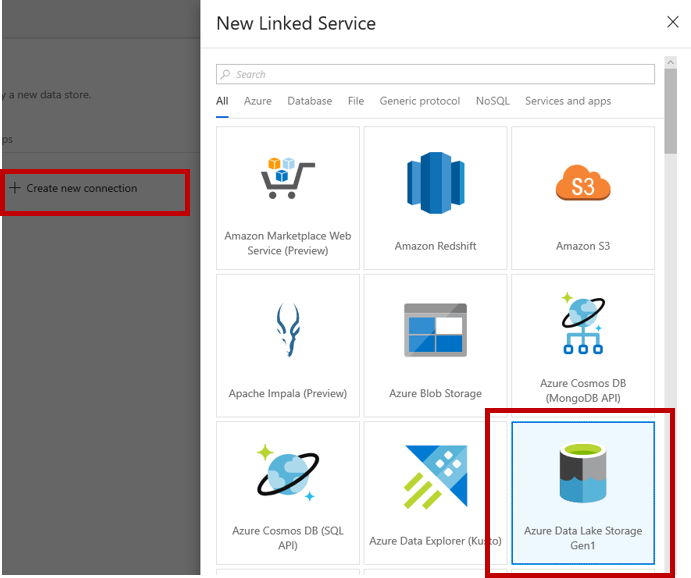 New Linked Service
y a new data store.
Search
All Azure Database File Generic protocol NoSQL Services and apps
ps
+ Create new connection
S3
Amazon Marketplace Web
Service (Preview)
Amazon Redshift
Amazon S3
Apache Impala (Preview)
Azure Blob Storage
Azure Cosmos DB
(MongoDB API)
Azure Cosmos DB (SQL
API)
Azure Data Explorer (Kusto)
Azure Data Lake Storage
Gen1